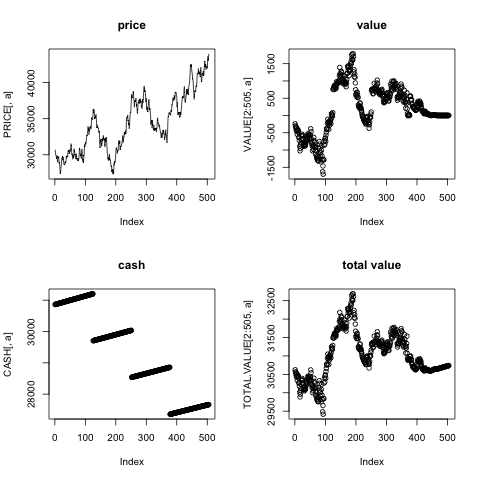 price
PRICE[, a]
30000 35000 40000
0 100 200 300 400 500
Index
value
VALUE[2:505, a]
-1500 -500 500 1500
0 100 200 300 400 500
Index
cash
CASH[, a]
28000 30000
0 100 200 300 400 500
Index
total value
TOTAL.VALUE[2:505, a]
29500 30500 31500 32500
0 100 200 300 400 500
Index